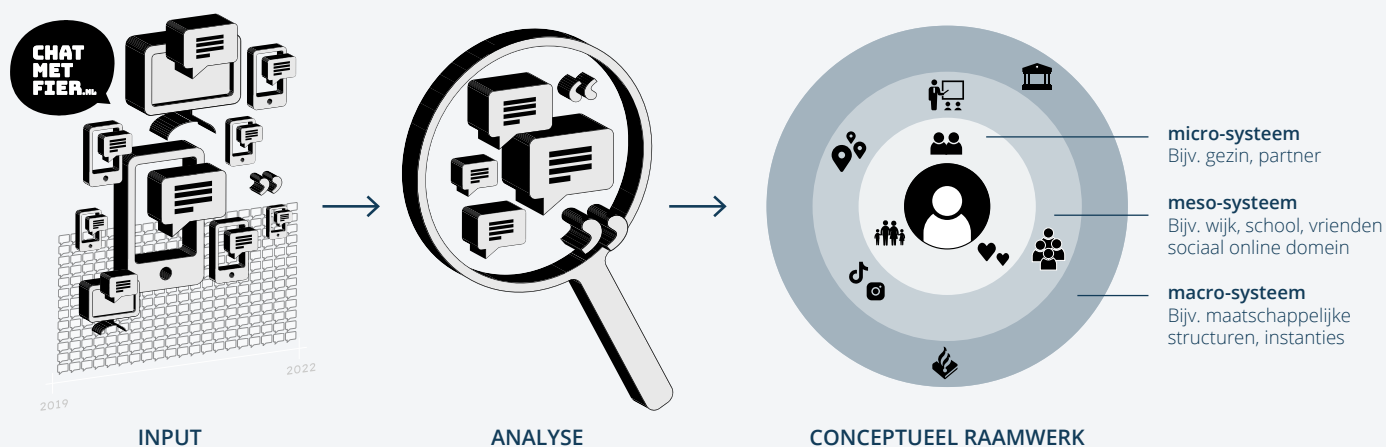 CHAT
MET
FIER.NL
2019
2022
INPUT
ANALYSE
micro-systeem
Bijv. gezin, partner
meso-systeem
Bijv. wijk, school, vrienden
sociaal online domein
macro-systeem
Bijv. maatschappelijke
structuren, instanties
CONCEPTUEEL RAAMWERK